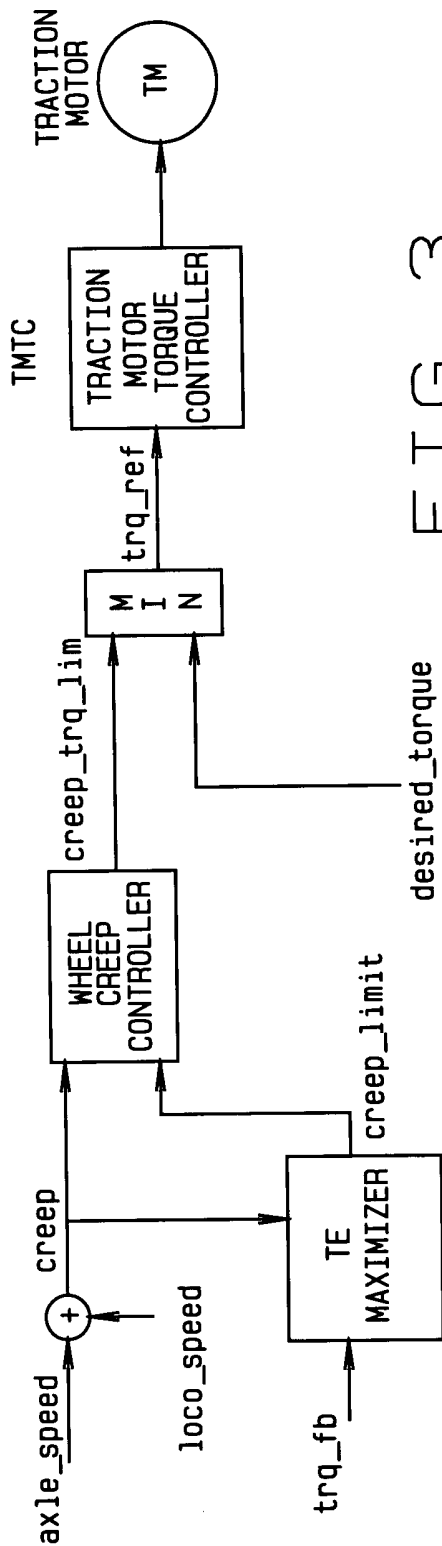 axle_speed
+
creep
loco_speed
trq_fb
TE
MAXIMIZER
creep_limit
WHEEL
CREEP
CONTROLLER
creep_trq_lim
desired_torque
M
I
N
trq_ref
TMTC
TRACTION
MOTOR
TORQUE
CONTROLLER
TRACTION
MOTOR
TM
FIG 3